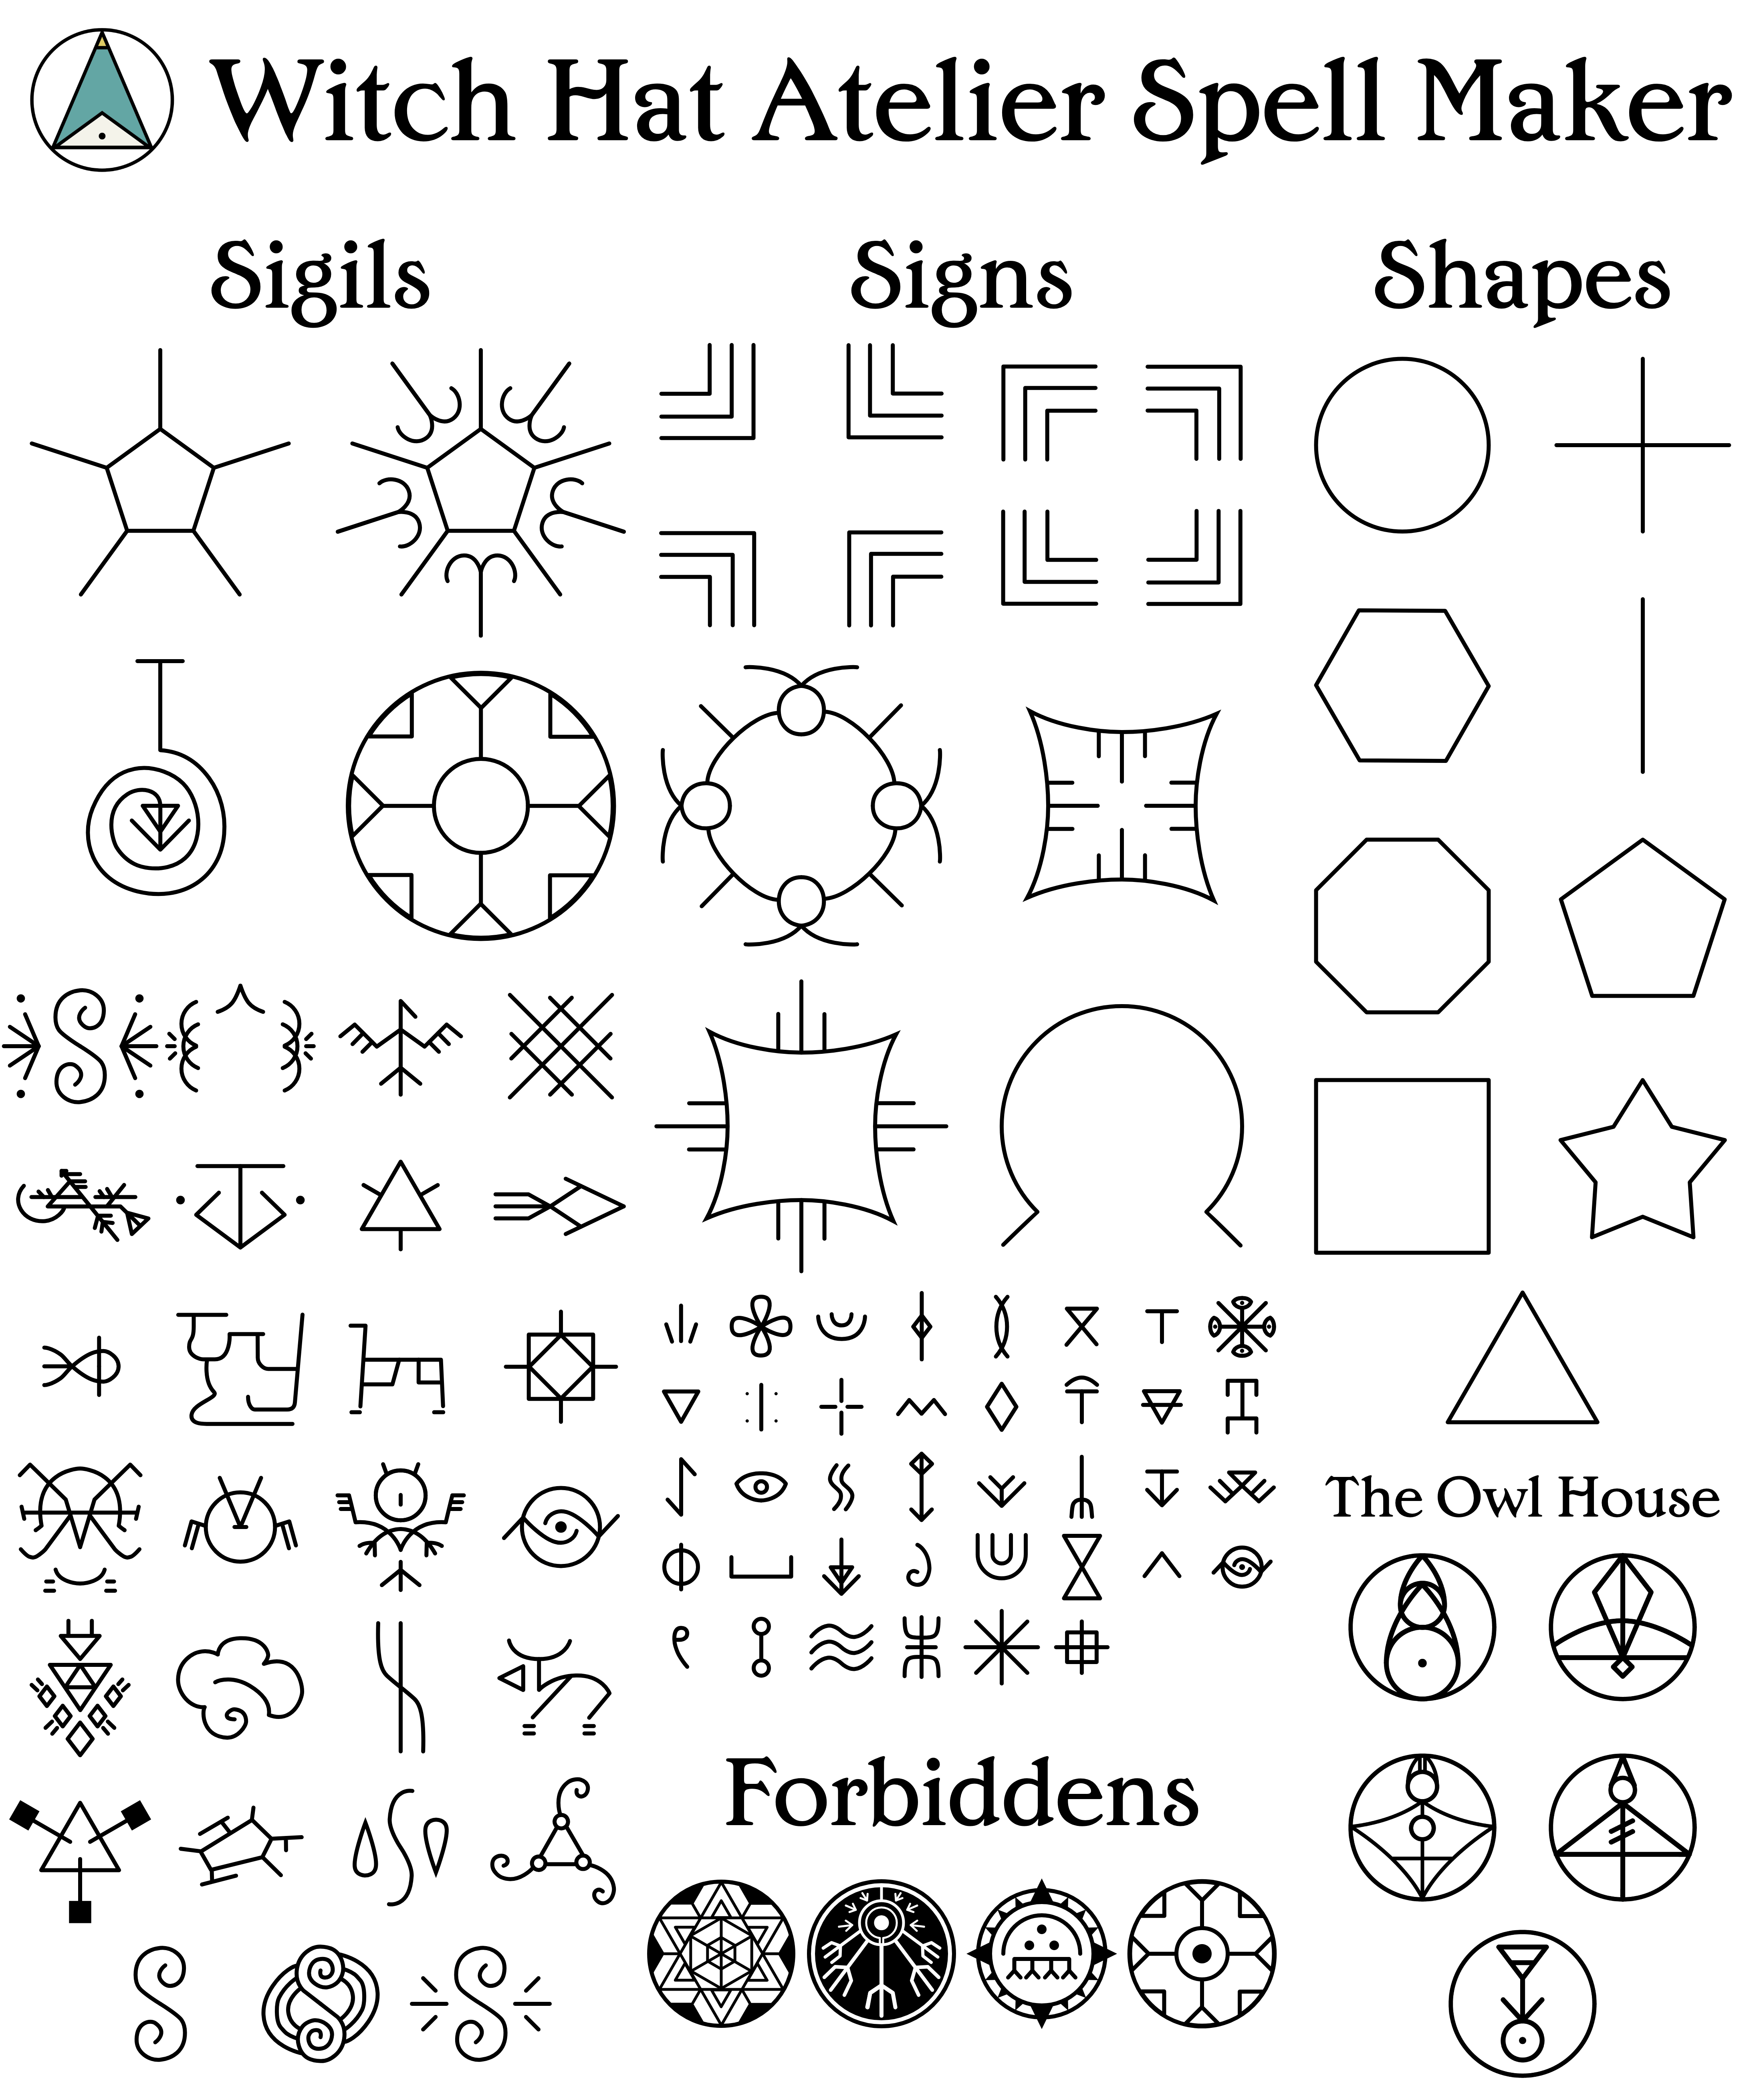 Witch Hat Atelier Spell Maker
Sigils
Signs
Shapes
The Owl House
Forbiddens